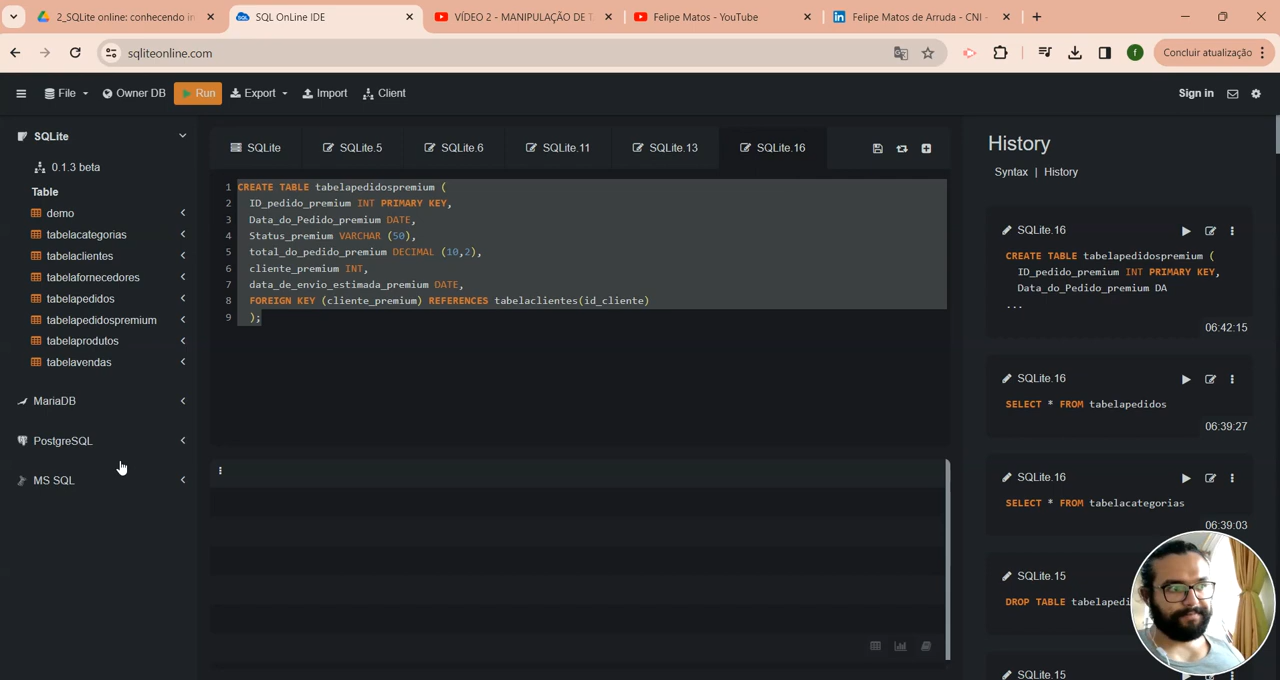 2_SQLite online: conhecendo in
SQL OnLine IDE
VÍDEO 2 - MANIPULAÇÃO DE T
Felipe Matos - YouTube
Felipe Matos de Arruda - CNI -
sqliteonline.com
f
Concluir atualização
File
Owner DB
Run
Export
Import
Client
Sign in
SQLite
0.1.3 beta
Table
demo
tabelacategorias
tabelaclientes
tabelafornecedores
tabelapedidos
tabelapedidospremium
tabelaprodutos
tabelavendas
MariaDB
PostgreSQL
MS SQL
SQLite
SQLite.5
SQLite.6
SQLite.11
SQLite.13
SQLite.16
1 CREATE TABLE tabelapedidospremium (
2 ID_pedido_premium INT PRIMARY KEY,
3 Data_do_Pedido_premium DATE,
4 Status_premium VARCHAR (50),
5 total_do_pedido_premium DECIMAL (10,2),
6 cliente_premium INT,
7 data_de_envio_estimada_premium DATE,
8 FOREIGN KEY (cliente_premium) REFERENCES tabelaclientes(id_cliente)
9 );
History
Syntax | History
SQLite.16
CREATE TABLE tabelapedidospremium (
ID_pedido_premium INT PRIMARY KEY,
Data_do_Pedido_premium DA
...
06:42:15
SQLite.16
SELECT * FROM tabelapedidos
06:39:27
SQLite.16
SELECT * FROM tabelacategorias
06:39:03
SQLite.15
DROP TABLE tabelapedi
SQLite.15